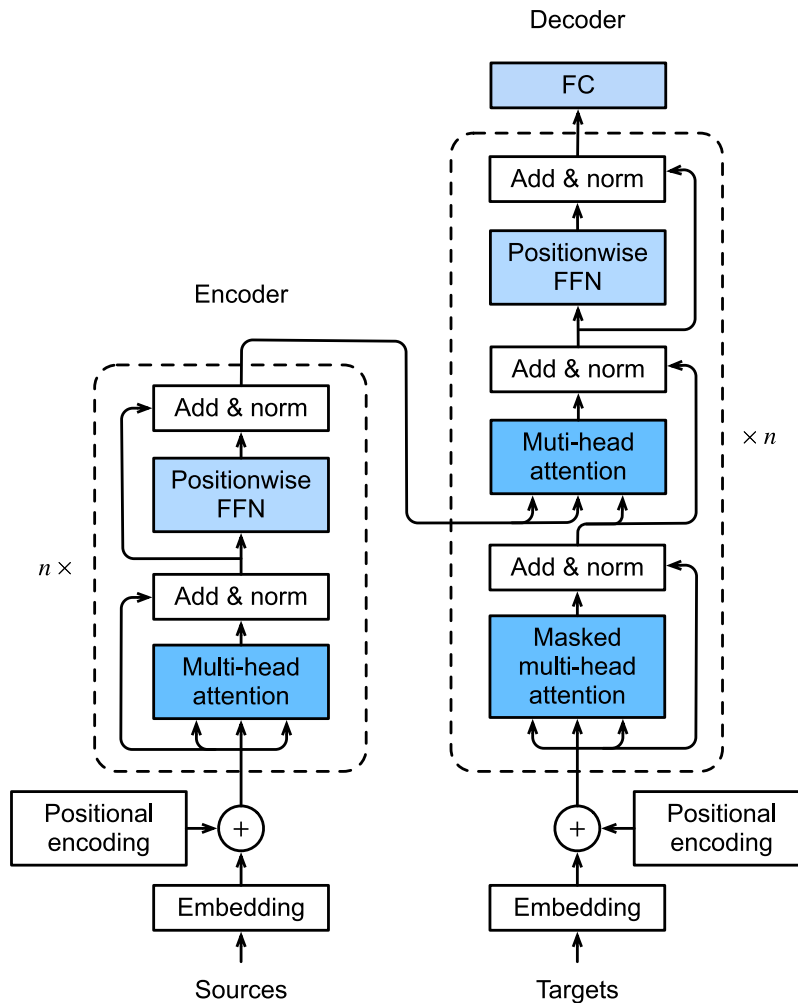 Decoder
FC
Add & norm
Positionwise
FFN
Add & norm
Muti-head
attention
× n
Add & norm
Masked
multi-head
attention
Positional
encoding
+
Embedding
Targets
Encoder
Add & norm
Positionwise
FFN
n ×
Add & norm
Multi-head
attention
Positional
encoding
+
Embedding
Sources